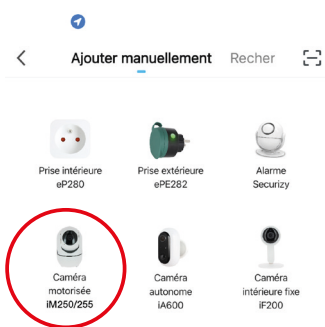 Ajouter manuellement Recher
Prise intérieure
eP280
Prise extérieure
ePE282
Alarme
Securizy
Caméra
motorisée
iM250/255
Caméra
autonome
iA600
Caméra
intérieure fixe
iF200